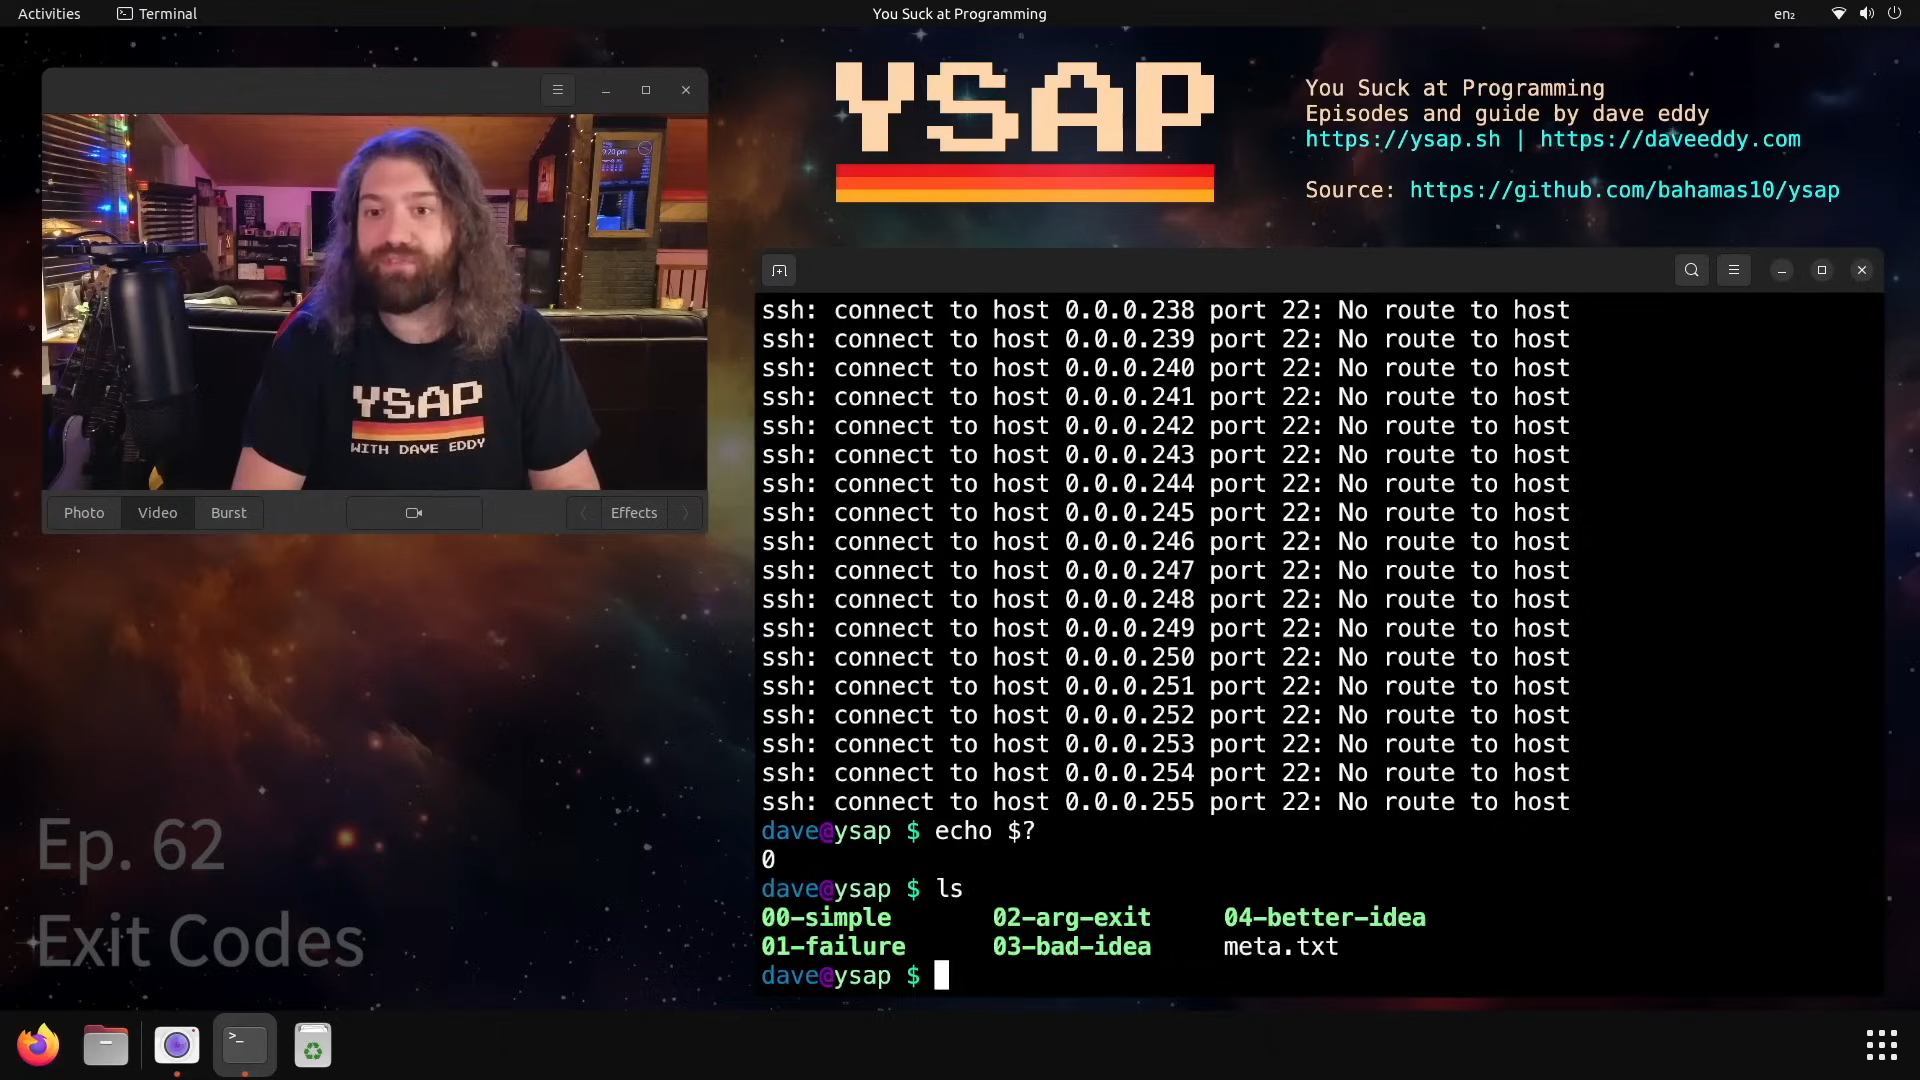 Activities
Terminal
You Suck at Programming
en₂
YSAP
You Suck at Programming
Episodes and guide by dave eddy
https://ysap.sh | https://daveeddy.com
Source: https://github.com/bahamas10/ysap
9:20 pm
YSAP
WITH DAVE EDDY
Photo
Video
Burst
Effects
ssh: connect to host 0.0.0.238 port 22: No route to host
ssh: connect to host 0.0.0.239 port 22: No route to host
ssh: connect to host 0.0.0.240 port 22: No route to host
ssh: connect to host 0.0.0.241 port 22: No route to host
ssh: connect to host 0.0.0.242 port 22: No route to host
ssh: connect to host 0.0.0.243 port 22: No route to host
ssh: connect to host 0.0.0.244 port 22: No route to host
ssh: connect to host 0.0.0.245 port 22: No route to host
ssh: connect to host 0.0.0.246 port 22: No route to host
ssh: connect to host 0.0.0.247 port 22: No route to host
ssh: connect to host 0.0.0.248 port 22: No route to host
ssh: connect to host 0.0.0.249 port 22: No route to host
ssh: connect to host 0.0.0.250 port 22: No route to host
ssh: connect to host 0.0.0.251 port 22: No route to host
ssh: connect to host 0.0.0.252 port 22: No route to host
ssh: connect to host 0.0.0.253 port 22: No route to host
ssh: connect to host 0.0.0.254 port 22: No route to host
ssh: connect to host 0.0.0.255 port 22: No route to host
dave@ysap $ echo $?
0
dave@ysap $ ls
00-simple 02-arg-exit 04-better-idea
01-failure 03-bad-idea meta.txt
dave@ysap $
Ep. 62
Exit Codes